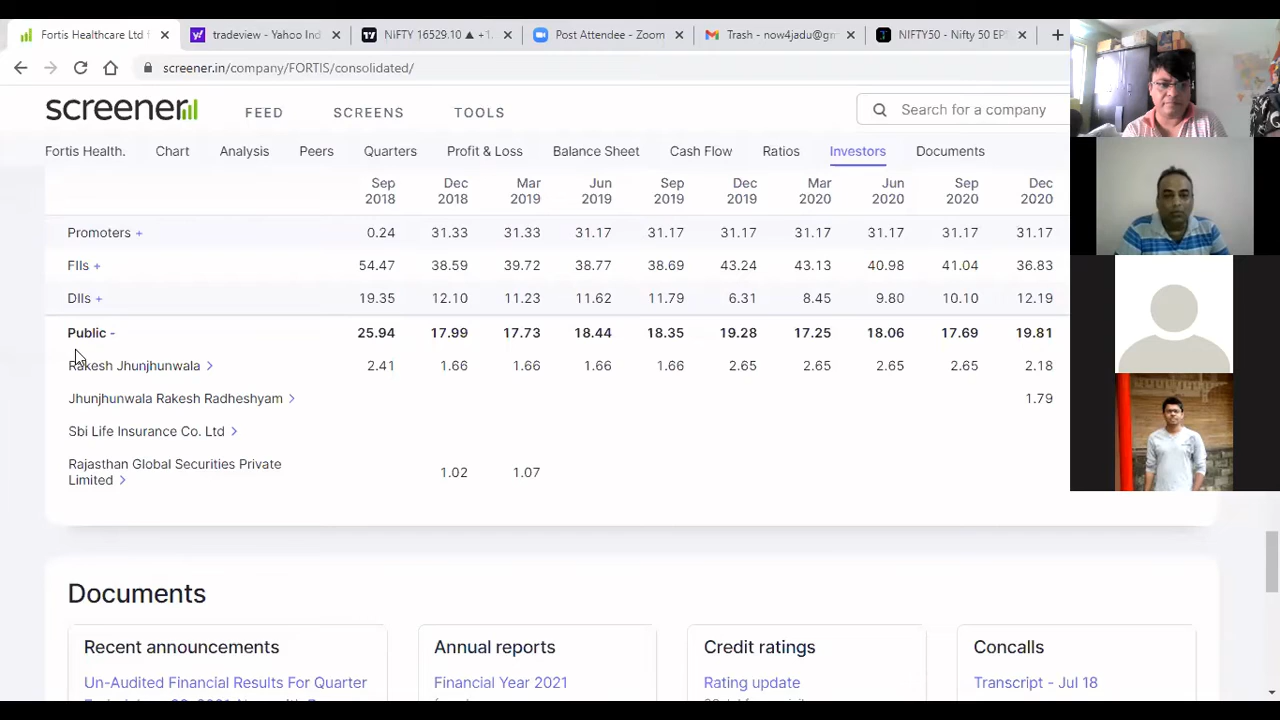 Fortis Healthcare Ltd f
tradeview - Yahoo Ind
NIFTY 16529.10 ▲ +1.
Post Attendee - Zoom
Trash - now4jadu@gm
NIFTY50 - Nifty 50 EP
screener.in/company/FORTIS/consolidated/
screener
FEED SCREENS TOOLS
Search for a company
Fortis Health. Chart Analysis Peers Quarters Profit & Loss Balance Sheet Cash Flow Ratios Investors Documents
Sep Dec Mar Jun Sep Dec Mar Jun Sep Dec
2018 2018 2019 2019 2019 2019 2020 2020 2020 2020
Promoters + 0.24 31.33 31.33 31.17 31.17 31.17 31.17 31.17 31.17 31.17
FIIs + 54.47 38.59 39.72 38.77 38.69 43.24 43.13 40.98 41.04 36.83
DIIs + 19.35 12.10 11.23 11.62 11.79 6.31 8.45 9.80 10.10 12.19
Public - 25.94 17.99 17.73 18.44 18.35 19.28 17.25 18.06 17.69 19.81
Rakesh Jhunjhunwala 2.41 1.66 1.66 1.66 1.66 2.65 2.65 2.65 2.65 2.18
Jhunjhunwala Rakesh Radheshyam 1.79
Sbi Life Insurance Co. Ltd
Rajasthan Global Securities Private
Limited 1.02 1.07
Documents
Recent announcements Annual reports Credit ratings Concalls
Un-Audited Financial Results For Quarter Financial Year 2021 Rating update Transcript - Jul 18